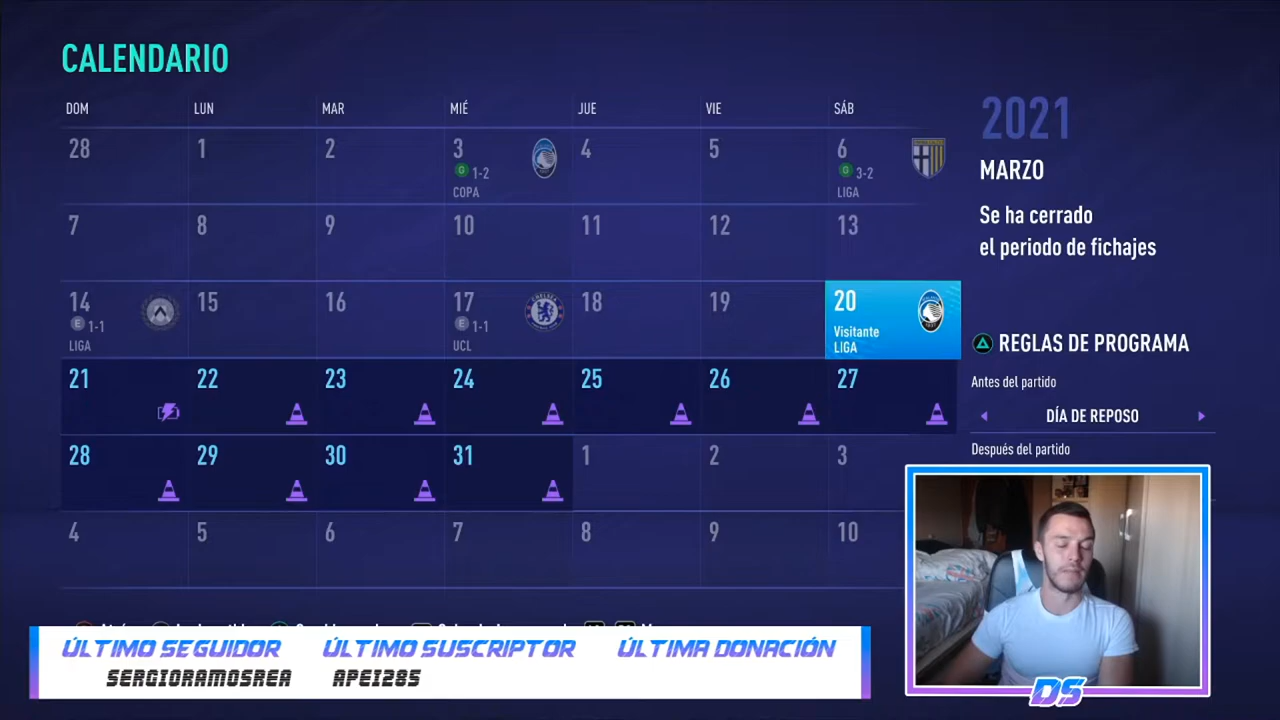 CALENDARIO
DOM LUN MAR MIÉ JUE VIE SÁB
28 1 2 3 4 5 6
G 1-2 G 3-2
COPA LIGA
7 8 9 10 11 12 13
14 15 16 17 18 19 20
E 1-1 E 1-1 Visitante
LIGA UCL LIGA
21 22 23 24 25 26 27
28 29 30 31 1 2 3
4 5 6 7 8 9 10
2021
MARZO
Se ha cerrado
el periodo de fichajes
REGLAS DE PROGRAMA
Antes del partido
DÍA DE REPOSO
Después del partido
ÚLTIMO SEGUIDOR ÚLTIMO SUSCRIPTOR ÚLTIMA DONACIÓN
SERGIORAMOSREA APEI285
DS